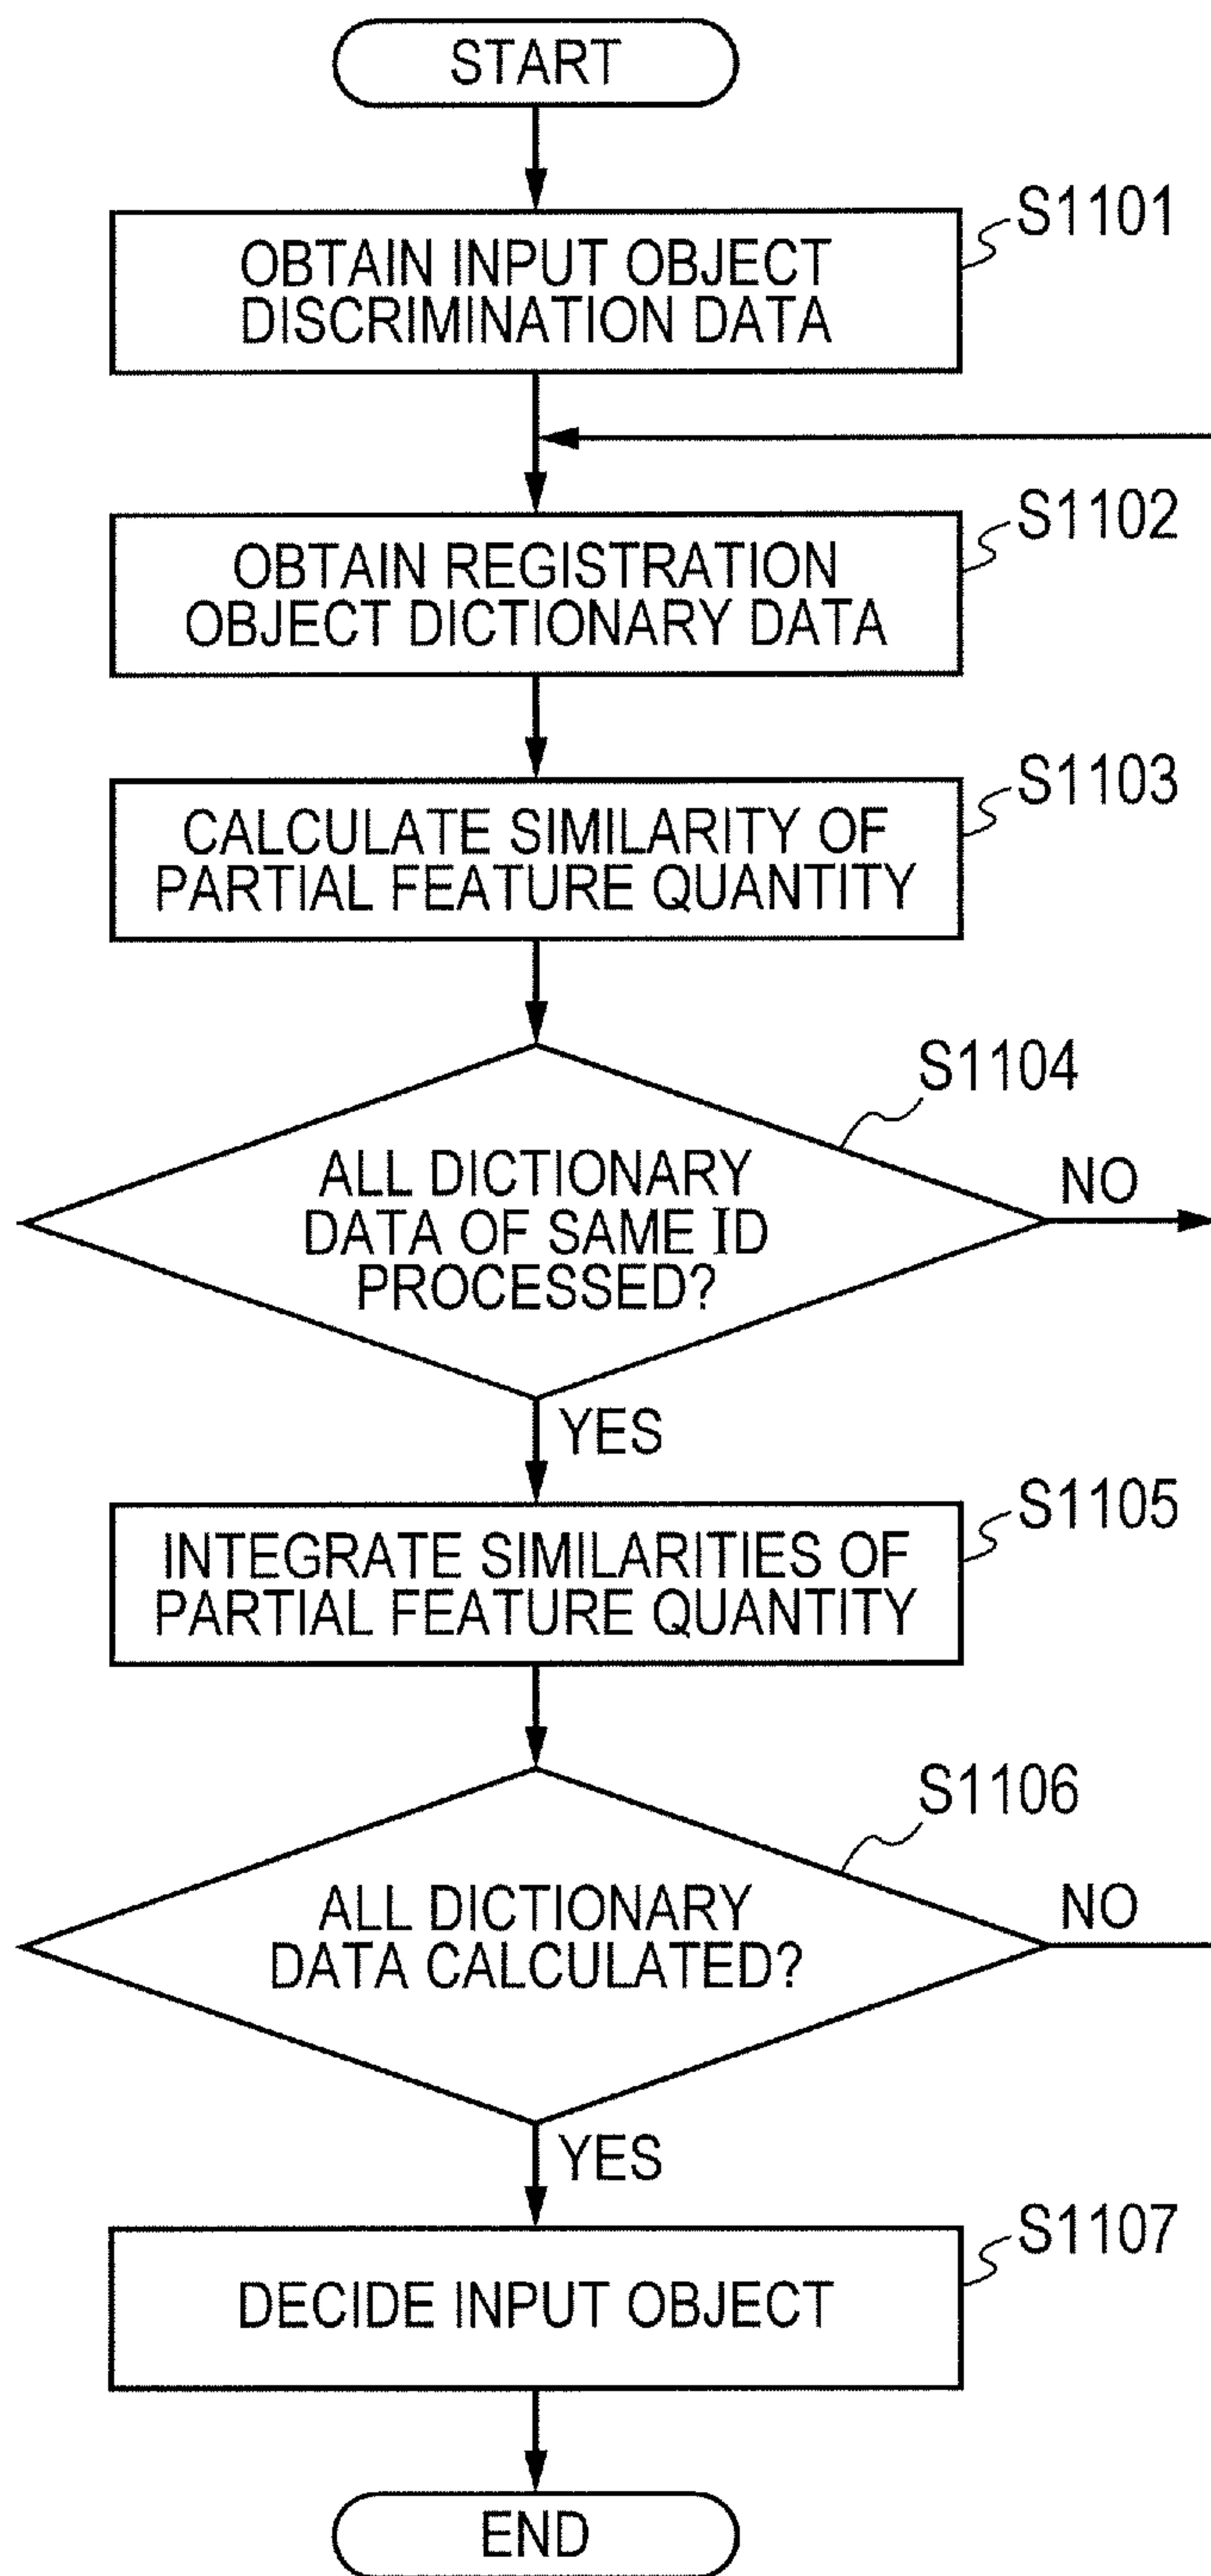 START
S1101
OBTAIN INPUT OBJECT
DISCRIMINATION DATA
S1102
OBTAIN REGISTRATION
OBJECT DICTIONARY DATA
S1103
CALCULATE SIMILARITY OF
PARTIAL FEATURE QUANTITY
S1104
ALL DICTIONARY
DATA OF SAME ID
PROCESSED?
NO
YES
S1105
INTEGRATE SIMILARITIES OF
PARTIAL FEATURE QUANTITY
S1106
ALL DICTIONARY
DATA CALCULATED?
NO
YES
S1107
DECIDE INPUT OBJECT
END